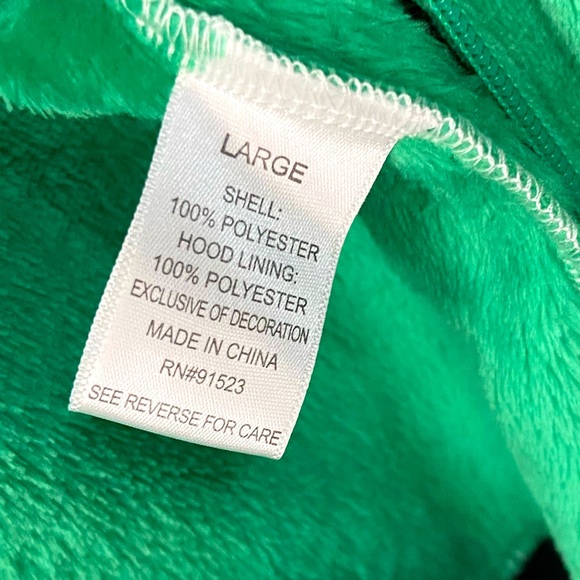 LARGE
SHELL:
100% POLYESTER
HOOD LINING:
100% POLYESTER
EXCLUSIVE OF DECORATION
MADE IN CHINA
RN#91523
SEE REVERSE FOR CARE